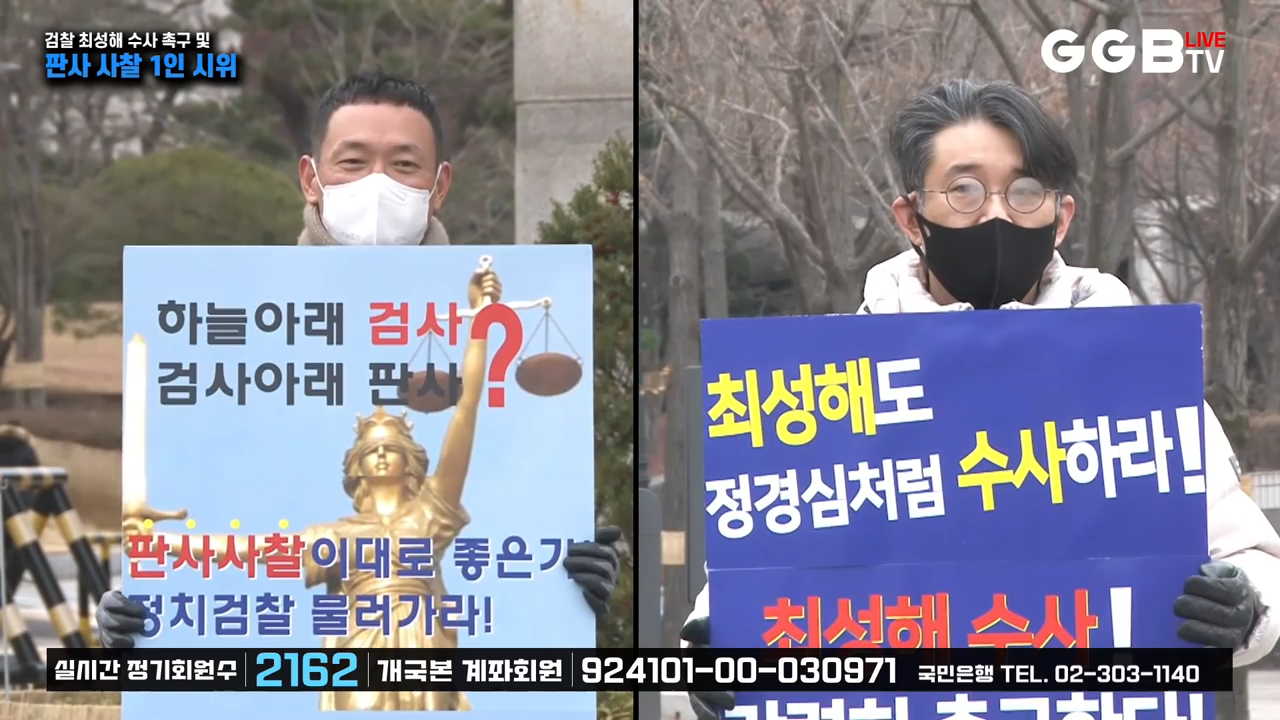 검찰 최성해 수사 촉구 및
판사 사찰 1인 시위
GGB LIVE TV
하늘아래 검사
검사아래 판사?
판사사찰이대로 좋은가
정치검찰 물러가라!
최성해도
정경심처럼 수사하라!
최성해 수사!
실시간 정기회원수 2162 개국본 계좌회원 924101-00-030971 국민은행 TEL. 02-303-1140